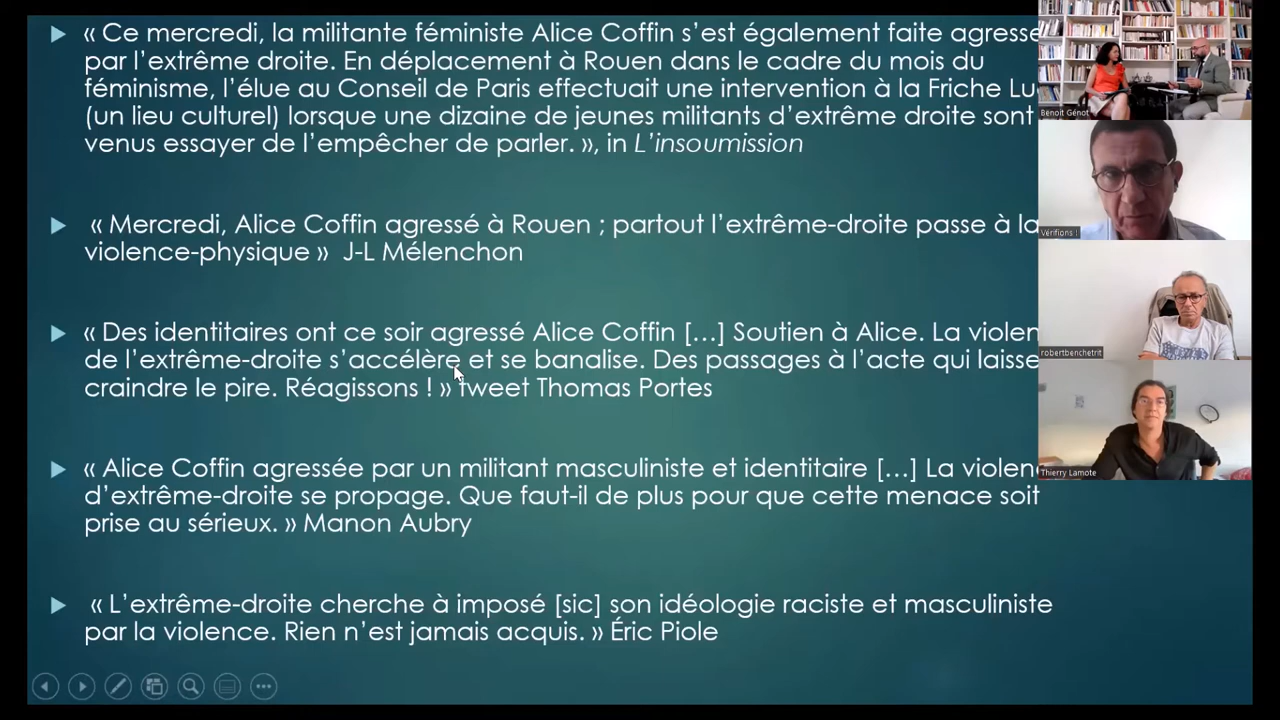 « Ce mercredi, la militante féministe Alice Coffin s’est également faite agressé
par l’extrême droite. En déplacement à Rouen dans le cadre du mois du
féminisme, l’élue au Conseil de Paris effectuait une intervention à la Friche Lu
(un lieu culturel) lorsque une dizaine de jeunes militants d’extrême droite sont
venus essayer de l’empêcher de parler. », in L’insoumission
« Mercredi, Alice Coffin agressé à Rouen ; partout l’extrême-droite passe à la
violence-physique » J-L Mélenchon
« Des identitaires ont ce soir agressé Alice Coffin […] Soutien à Alice. La violen
de l’extrême-droite s’accélère et se banalise. Des passages à l’acte qui laisse
craindre le pire. Réagissons ! » tweet Thomas Portes
« Alice Coffin agressée par un militant masculiniste et identitaire […] La violen
d’extrême-droite se propage. Que faut-il de plus pour que cette menace soit
prise au sérieux. » Manon Aubry
« L’extrême-droite cherche à imposé [sic] son idéologie raciste et masculiniste
par la violence. Rien n’est jamais acquis. » Éric Piole
Benoit Génot
Vérifions !
robertbenchetrit
Thierry Lamote